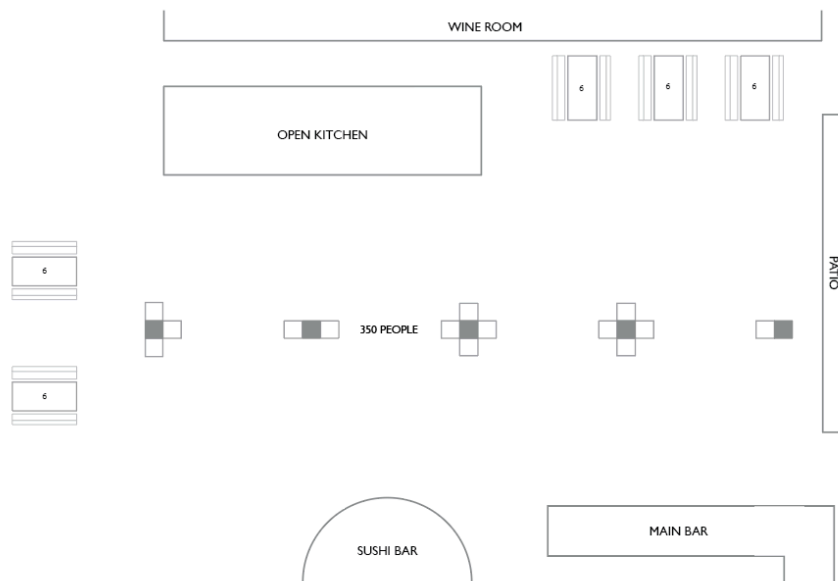 WINE ROOM
6
6
6
OPEN KITCHEN
PATIO
6
350 PEOPLE
6
MAIN BAR
SUSHI BAR